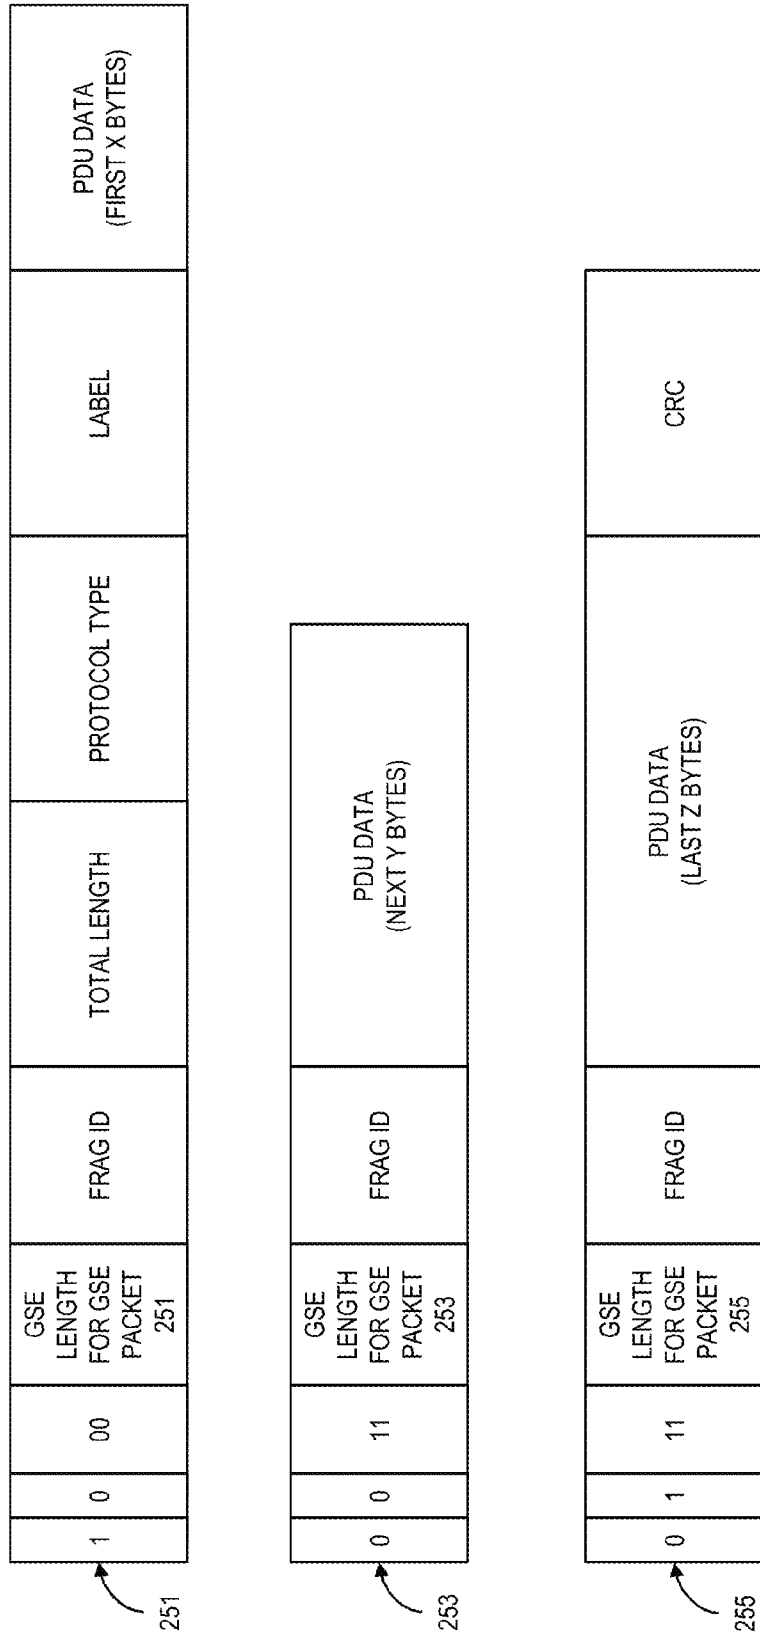 251
1
0
00
GSE
LENGTH
FOR GSE
PACKET
251
FRAG ID
TOTAL LENGTH
PROTOCOL TYPE
LABEL
PDU DATA
(FIRST X BYTES)
253
0
0
11
GSE
LENGTH
FOR GSE
PACKET
253
FRAG ID
PDU DATA
(NEXT Y BYTES)
255
0
1
11
GSE
LENGTH
FOR GSE
PACKET
255
FRAG ID
PDU DATA
(LAST Z BYTES)
CRC